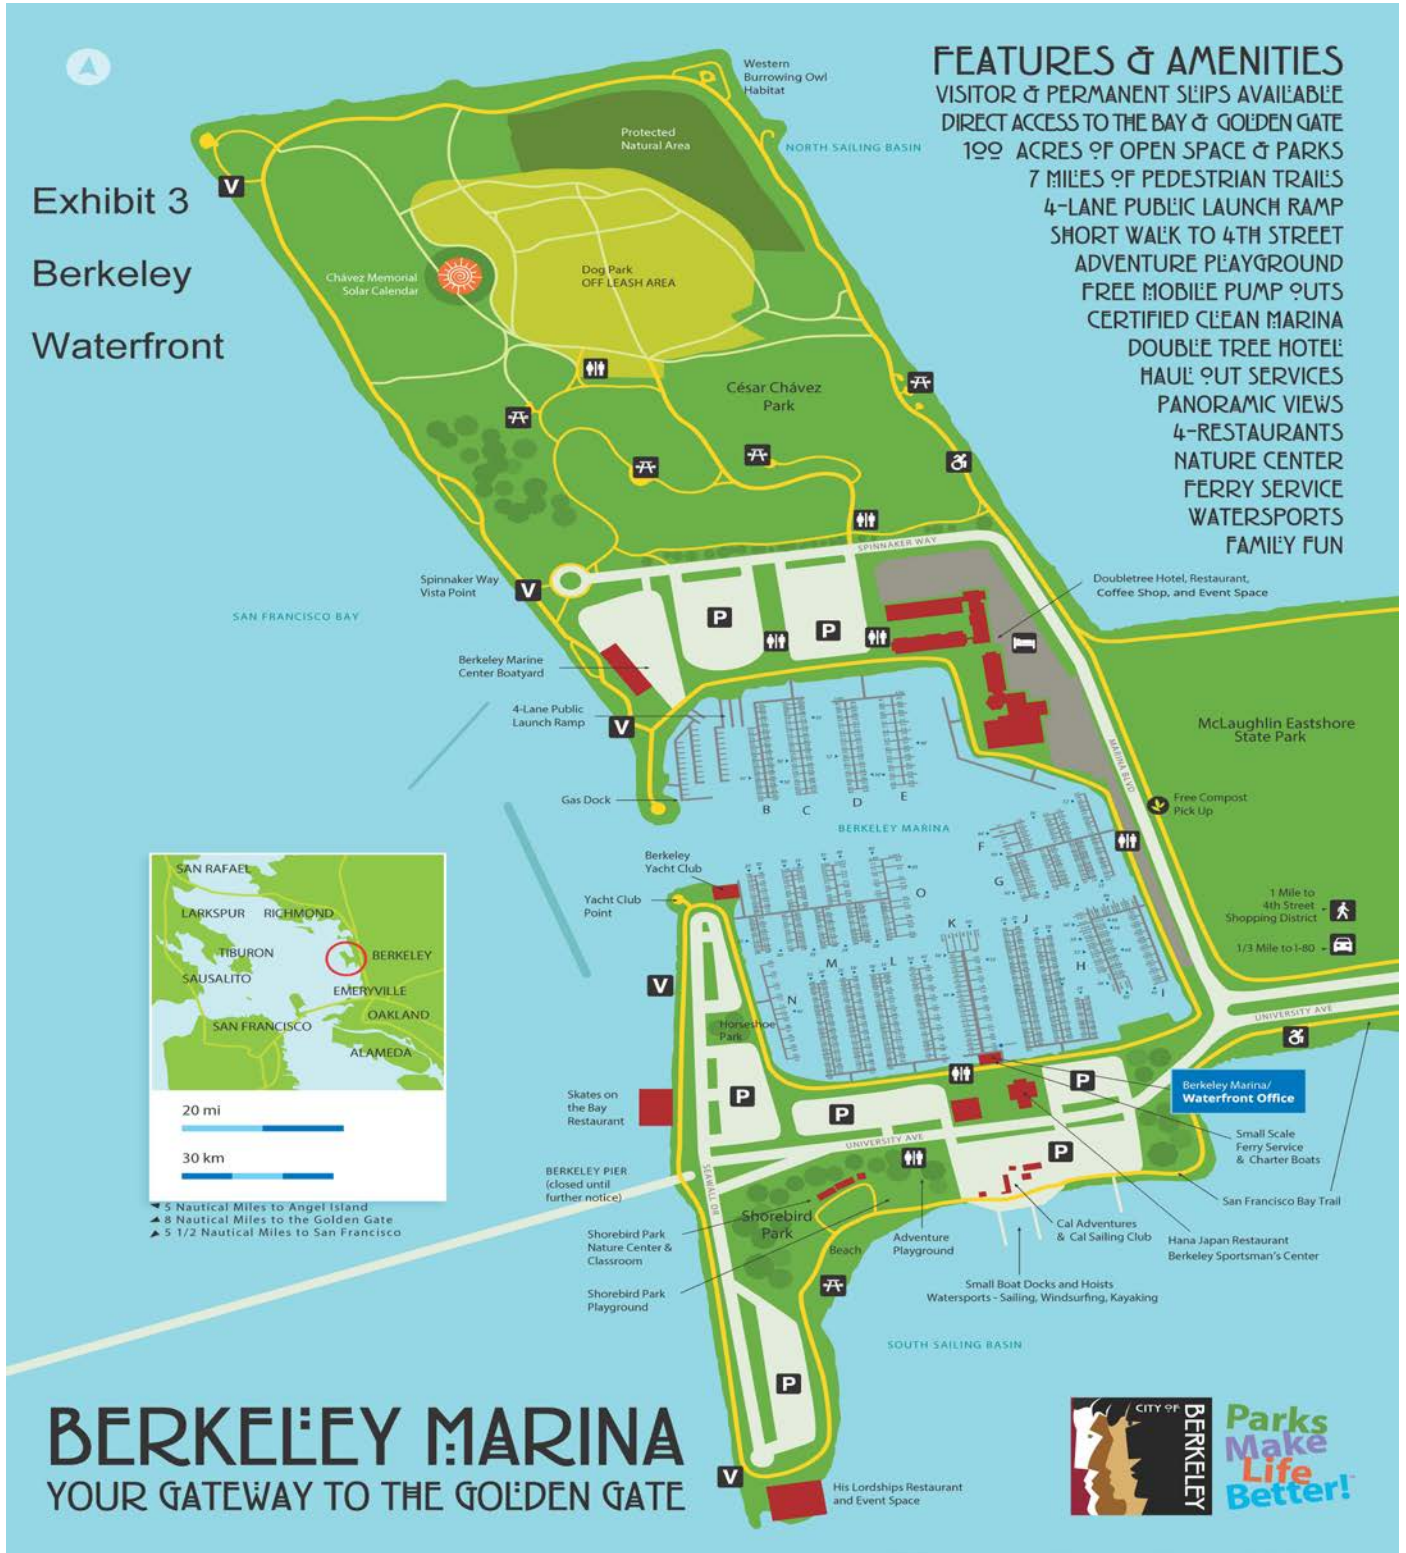 FEATURES & AMENITIES
VISITOR & PERMANENT SLIPS AVAILABLE
DIRECT ACCESS TO THE BAY & GOLDEN GATE
100 ACRES OF OPEN SPACE & PARKS
7 MILES OF PEDESTRIAN TRAILS
4-LANE PUBLIC LAUNCH RAMP
SHORT WALK TO 4TH STREET
ADVENTURE PLAYGROUND
FREE MOBILE PUMP OUTS
CERTIFIED CLEAN MARINA
DOUBLE TREE HOTEL
HAUL OUT SERVICES
PANORAMIC VIEWS
4-RESTAURANTS
NATURE CENTER
FERRY SERVICE
WATERSPORTS
FAMILY FUN
Exhibit 3
Berkeley
Waterfront
Western
Burrowing Owl
Habitat
Protected
Natural Area
NORTH SAILING BASIN
V
Chávez Memorial
Solar Calendar
Dog Park
OFF LEASH AREA
César Chávez
Park
SPINNAKER WAY
Spinnaker Way
Vista Point
V
SAN FRANCISCO BAY
P
P
Doubletree Hotel, Restaurant,
Coffee Shop, and Event Space
Berkeley Marine
Center Boatyard
4-Lane Public
Launch Ramp
V
McLaughlin Eastshore
State Park
MARINA BLVD
Gas Dock
B
C
D
E
Free Compost
Pick Up
BERKELEY MARINA
F
G
Berkeley
Yacht Club
Yacht Club
Point
O
K
J
H
I
M
L
N
1 Mile to
4th Street
Shopping District
1/3 Mile to I-80
V
UNIVERSITY AVE
Horseshoe
Park
SAN RAFAEL
LARKSPUR
RICHMOND
TIBURON
BERKELEY
SAUSALITO
EMERYVILLE
OAKLAND
SAN FRANCISCO
ALAMEDA
20 mi
30 km
5 Nautical Miles to Angel Island
8 Nautical Miles to the Golden Gate
5 1/2 Nautical Miles to San Francisco
Skates on
the Bay
Restaurant
P
P
P
P
Berkeley Marina/
Waterfront Office
Small Scale
Ferry Service
& Charter Boats
UNIVERSITY AVE
BERKELEY PIER
(closed until
further notice)
SEAWALL DR
San Francisco Bay Trail
Shorebird
Park
Shorebird Park
Nature Center &
Classroom
Beach
Adventure
Playground
Cal Adventures
& Cal Sailing Club
Hana Japan Restaurant
Berkeley Sportsman's Center
Shorebird Park
Playground
Small Boat Docks and Hoists
Watersports - Sailing, Windsurfing, Kayaking
SOUTH SAILING BASIN
P
V
His Lordships Restaurant
and Event Space
BERKELEY MARINA
YOUR GATEWAY TO THE GOLDEN GATE
CITY OF
BERKELEY
Parks
Make
Life
Better!